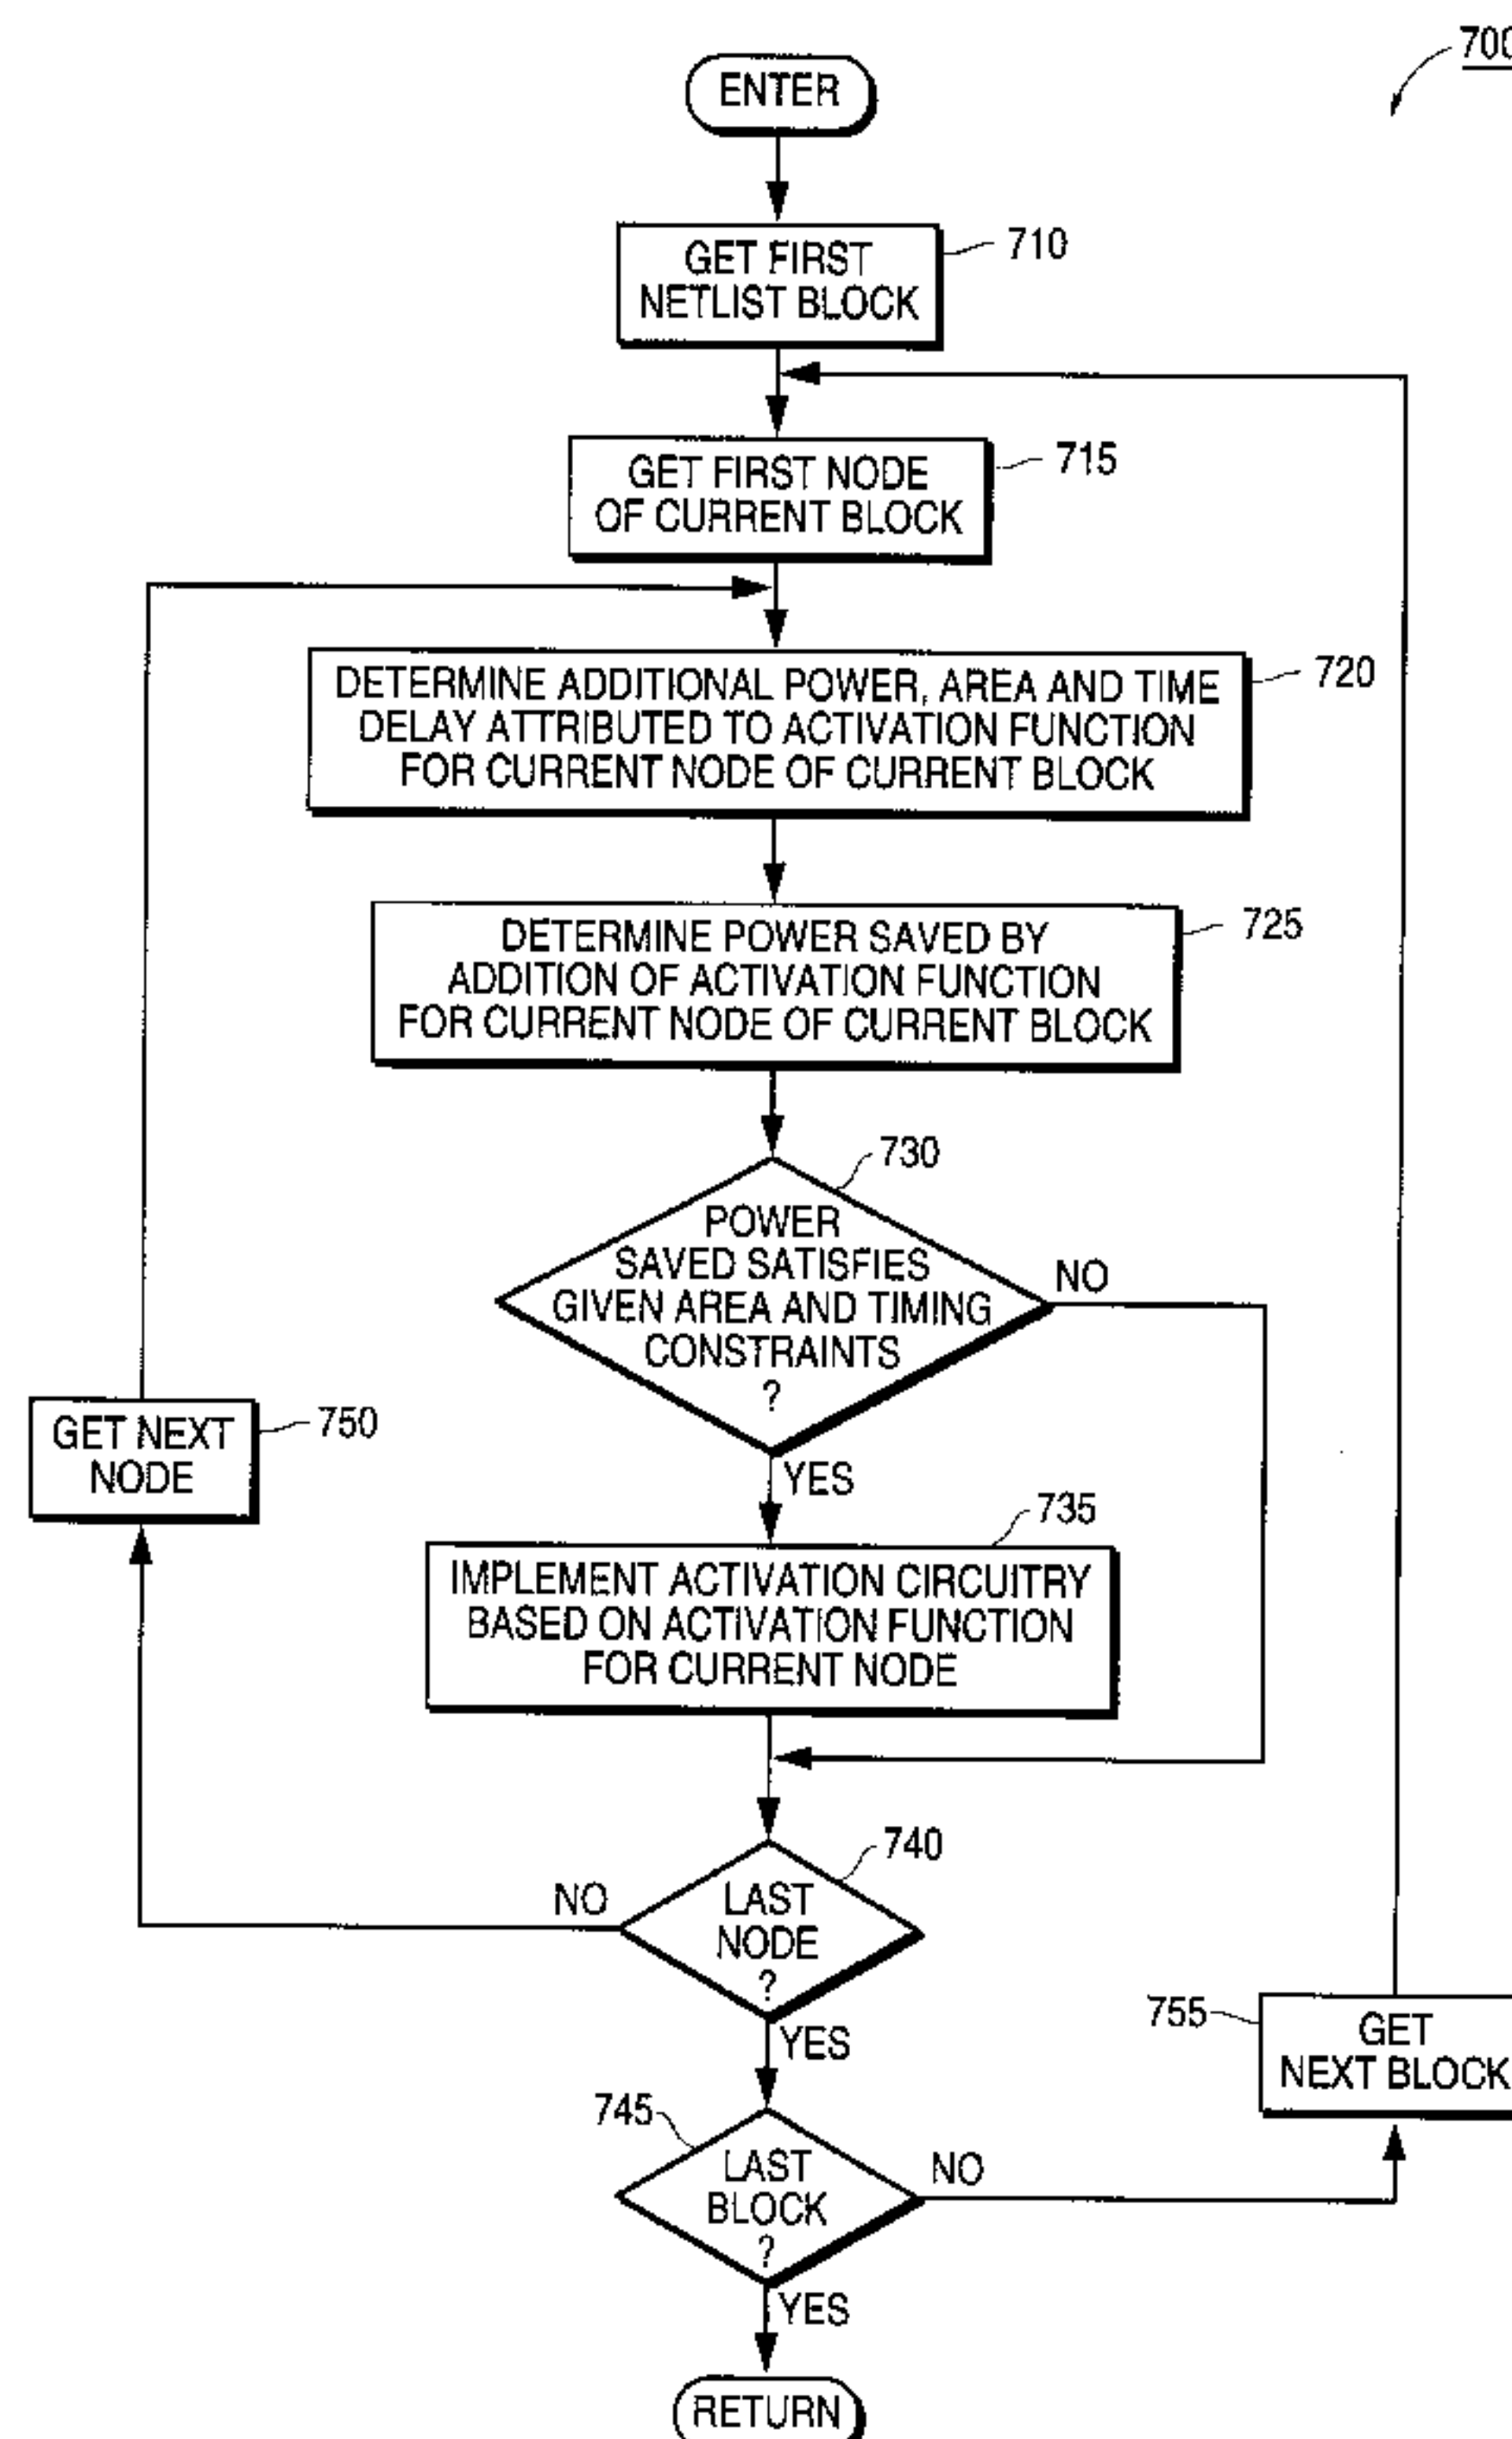 700
ENTER
GET FIRST
NETLIST BLOCK
710
GET FIRST NODE
OF CURRENT BLOCK
715
DETERMINE ADDITIONAL POWER, AREA AND TIME
DELAY ATTRIBUTED TO ACTIVATION FUNCTION
FOR CURRENT NODE OF CURRENT BLOCK
720
DETERMINE POWER SAVED BY
ADDITION OF ACTIVATION FUNCTION
FOR CURRENT NODE OF CURRENT BLOCK
725
730
POWER
SAVED SATISFIES
GIVEN AREA AND TIMING
CONSTRAINTS
?
NO
YES
GET NEXT
NODE
750
735
IMPLEMENT ACTIVATION CIRCUITRY
BASED ON ACTIVATION FUNCTION
FOR CURRENT NODE
740
NO
LAST
NODE
?
YES
755
GET
NEXT BLOCK
745
LAST
BLOCK
?
NO
YES
RETURN